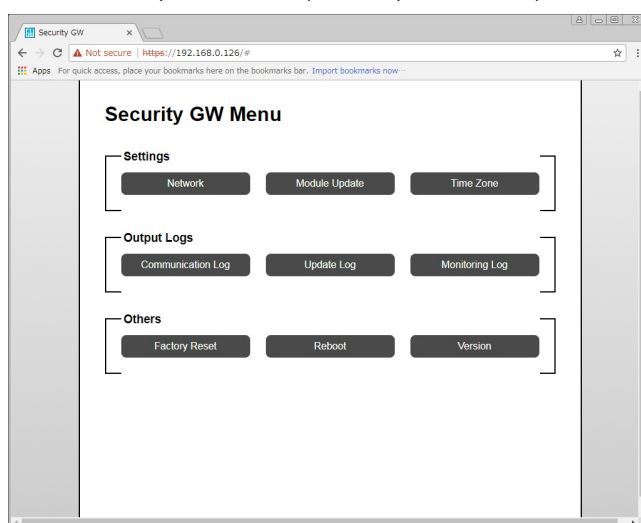 Security GW
Not secure | https://192.168.0.126/#
Apps For quick access, place your bookmarks here on the bookmarks bar. Import bookmarks now...
Security GW Menu
Settings
Network Module Update Time Zone
Output Logs
Communication Log Update Log Monitoring Log
Others
Factory Reset Reboot Version